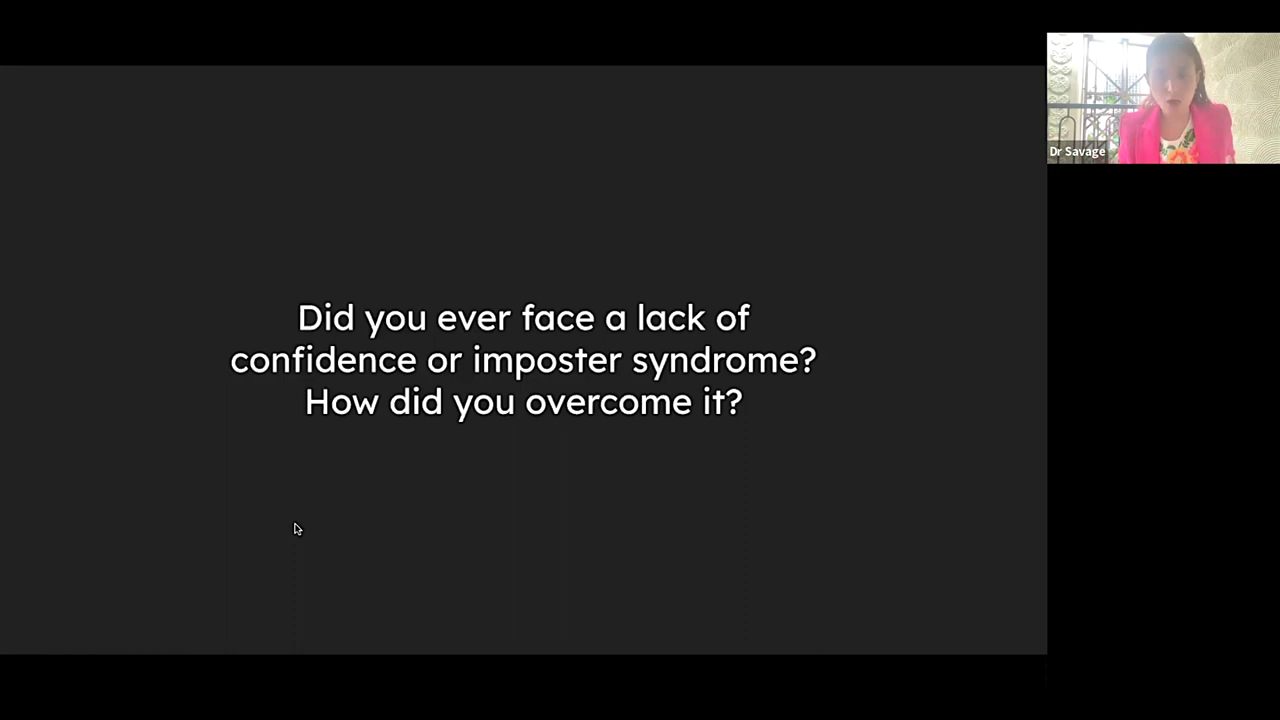 Did you ever face a lack of
confidence or imposter syndrome?
How did you overcome it?
Dr Savage